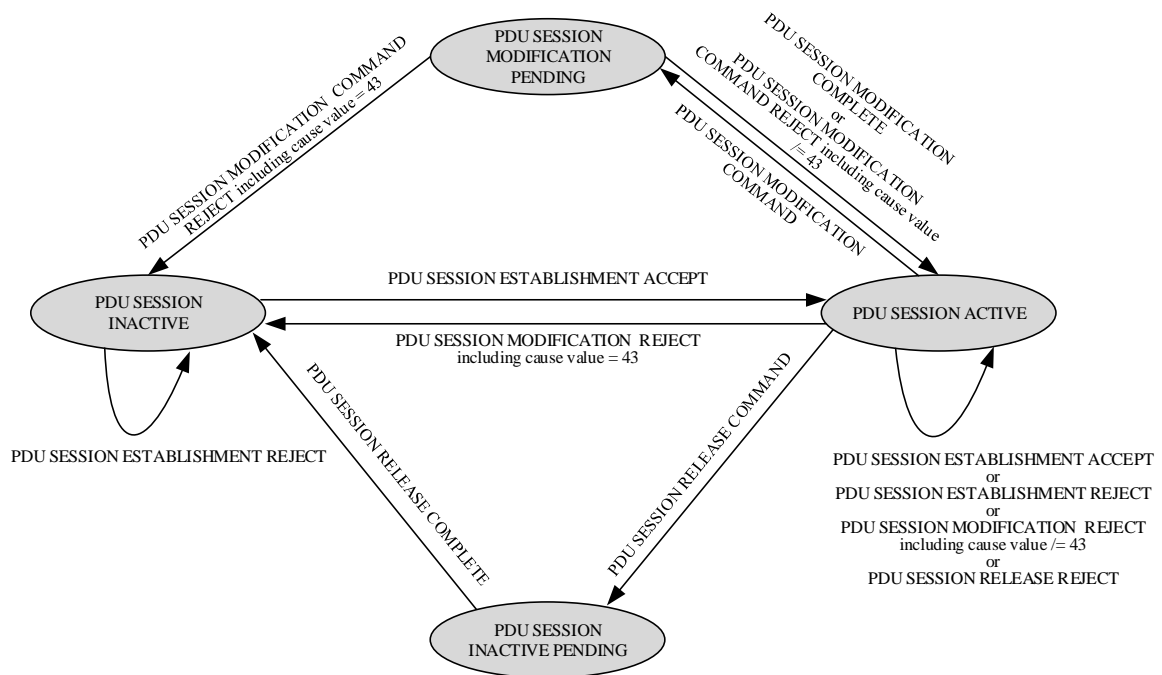 PDU SESSION
MODIFICATION
PENDING
PDU SESSION MODIFICATION COMMAND
REJECT including cause value = 43
PDU SESSION MODIFICATION
COMPLETE
or
PDU SESSION MODIFICATION
COMMAND REJECT including cause value
/= 43
PDU SESSION MODIFICATION
COMMAND
PDU SESSION
INACTIVE
PDU SESSION ESTABLISHMENT ACCEPT
PDU SESSION MODIFICATION REJECT
including cause value = 43
PDU SESSION ACTIVE
PDU SESSION ESTABLISHMENT REJECT
PDU SESSION RELEASE COMPLETE
PDU SESSION RELEASE COMMAND
PDU SESSION ESTABLISHMENT ACCEPT
or
PDU SESSION ESTABLISHMENT REJECT
or
PDU SESSION MODIFICATION REJECT
including cause value /= 43
or
PDU SESSION RELEASE REJECT
PDU SESSION
INACTIVE PENDING